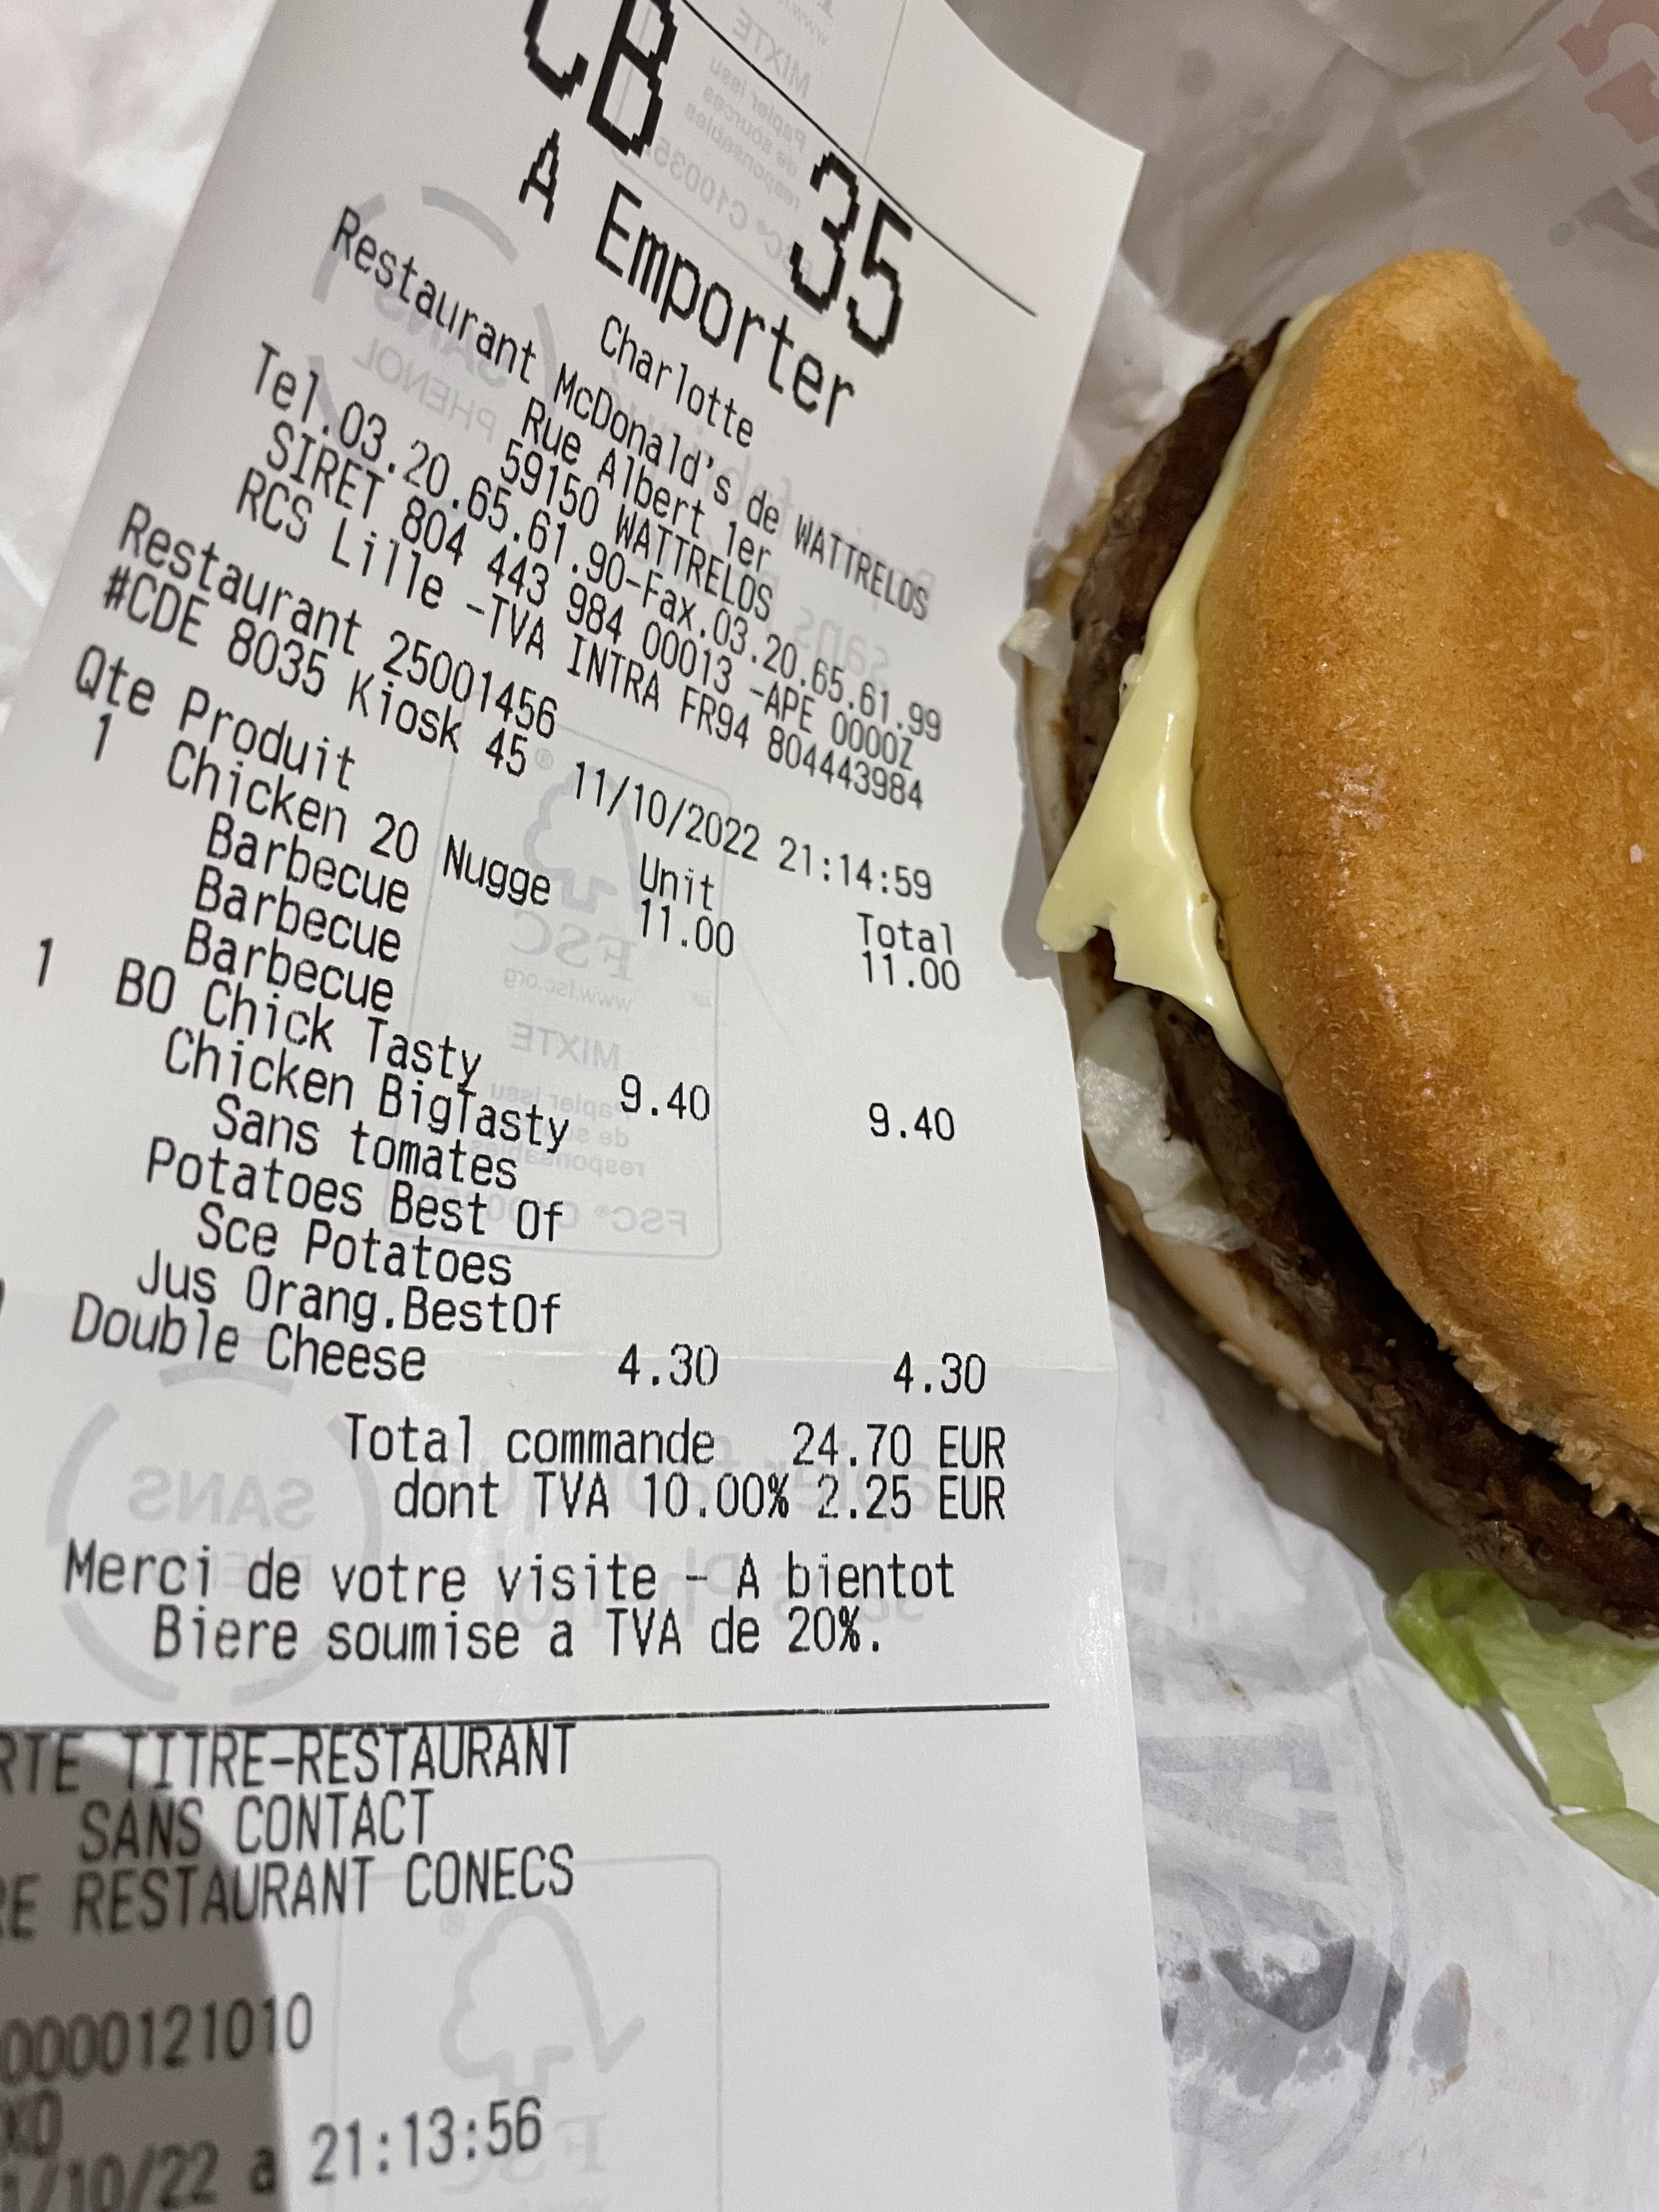 CB 35
A Emporter
Charlotte
Restaurant McDonald's de WATTRELOS
Rue Albert 1er
59150 WATTRELOS
Tel.03.20.65.61.90-Fax.03.20.65.61.99
SIRET 804 443 984 00013 -APE 0000Z
RCS Lille -TVA INTRA FR94 804443984
Restaurant 25001456
#CDE 8035 Kiosk 45 11/10/2022 21:14:59
Qte Produit Unit Total
1 Chicken 20 Nugge 11.00 11.00
Barbecue
Barbecue
Barbecue
1 BO Chick Tasty 9.40 9.40
Chicken BigTasty
Sans tomates
Potatoes Best Of
Sce Potatoes
Jus Orang.BestOf
Double Cheese 4.30 4.30
Total commande 24.70 EUR
dont TVA 10.00% 2.25 EUR
Merci de votre visite - A bientot
Biere soumise a TVA de 20%.
RTE TITRE-RESTAURANT
SANS CONTACT
RE RESTAURANT CONECS
0000121010
1/10/22 a 21:13:56